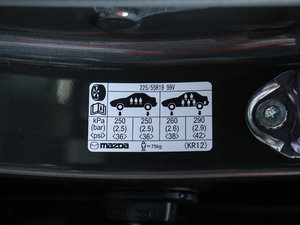 225/55R19 99V
kPa 250 250 260 290
(bar) (2.5) (2.5) (2.6) (2.9)
<psi> <36> <36> <38> <42>
mazda ≈75kg (KR12)